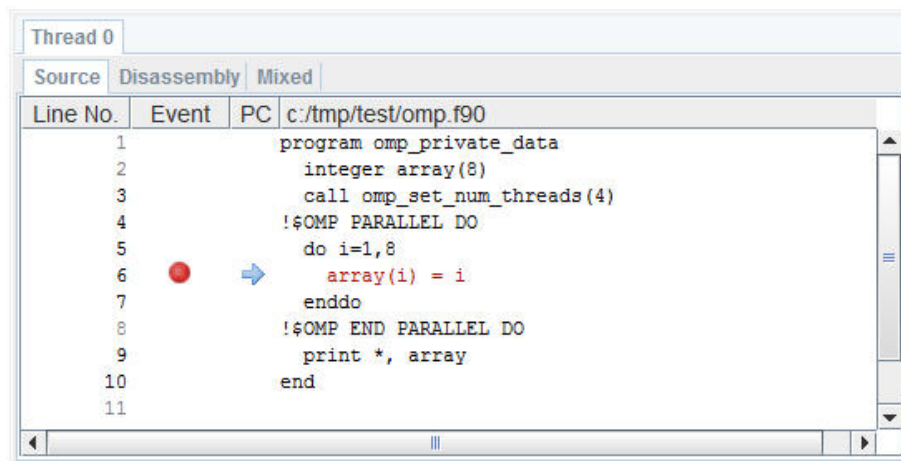 Thread 0
Source Disassembly Mixed
Line No. Event PC c:/tmp/test/omp.f90
1 program omp_private_data
2 integer array(8)
3 call omp_set_num_threads(4)
4 !$OMP PARALLEL DO
5 do i=1,8
6 array(i) = i
7 enddo
8 !$OMP END PARALLEL DO
9 print *, array
10 end
11